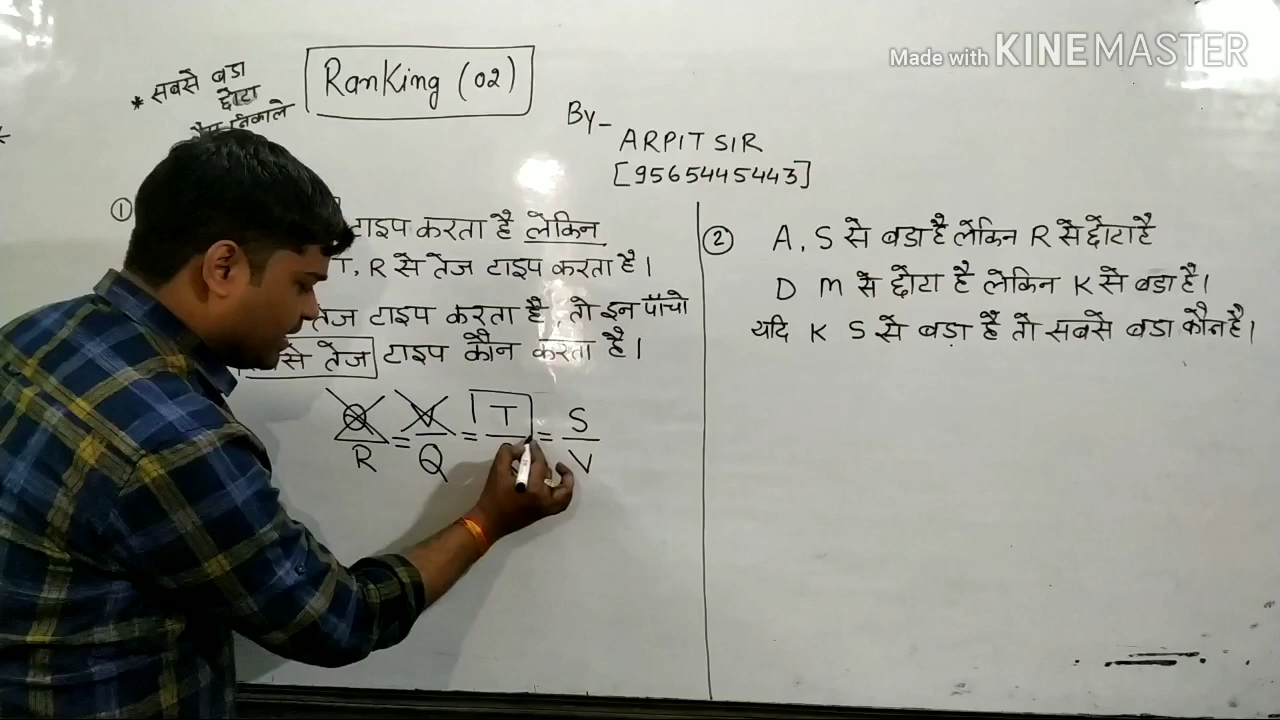 Made with KINEMASTER
* सबसे बडा
छोटा
निकाले
Ranking (02)
By-
ARPIT SIR
[9565445443]
①
टाइप करता है लेकिन
T, R से तेज टाइप करता है।
तेज टाइप करता है, तो इन पाँचो
से तेज टाइप कौन करता है।
Q/R = V/Q = T = S/V
② A, S से बडा है लेकिन R से छोटा है
D M से छोटा है लेकिन K से बडा है।
यदि K S से बड़ा है तो सबसे बडा कौन है।